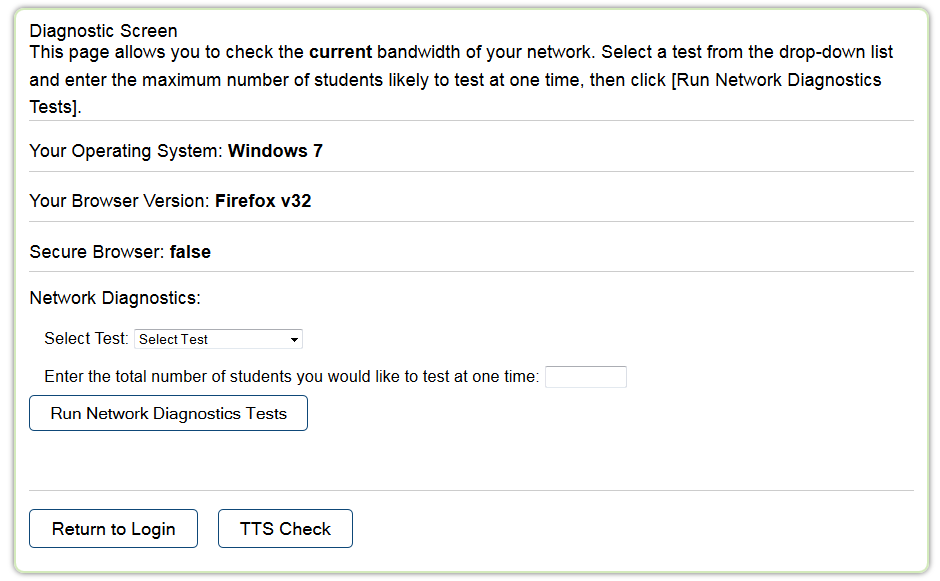 Diagnostic Screen
This page allows you to check the current bandwidth of your network. Select a test from the drop-down list
and enter the maximum number of students likely to test at one time, then click [Run Network Diagnostics
Tests].
Your Operating System: Windows 7
Your Browser Version: Firefox v32
Secure Browser: false
Network Diagnostics:
Select Test: Select Test
Enter the total number of students you would like to test at one time:
Run Network Diagnostics Tests
Return to Login TTS Check